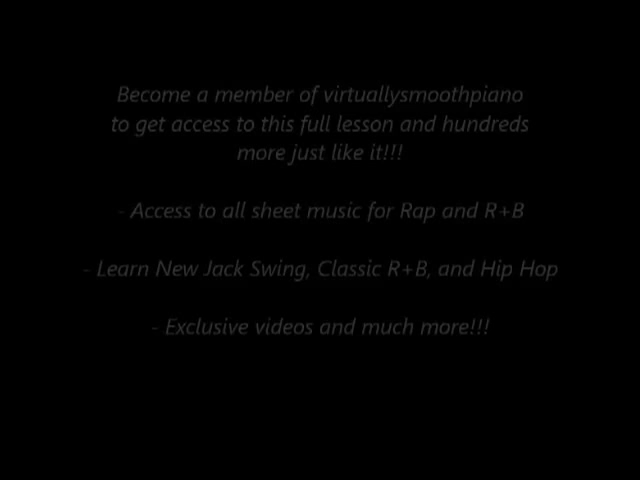 Become a member of virtuallysmoothpiano
to get access to this full lesson and hundreds
more just like it!!!
- Access to all sheet music for Rap and R+B
- Learn New Jack Swing, Classic R+B, and Hip Hop
- Exclusive videos and much more!!!